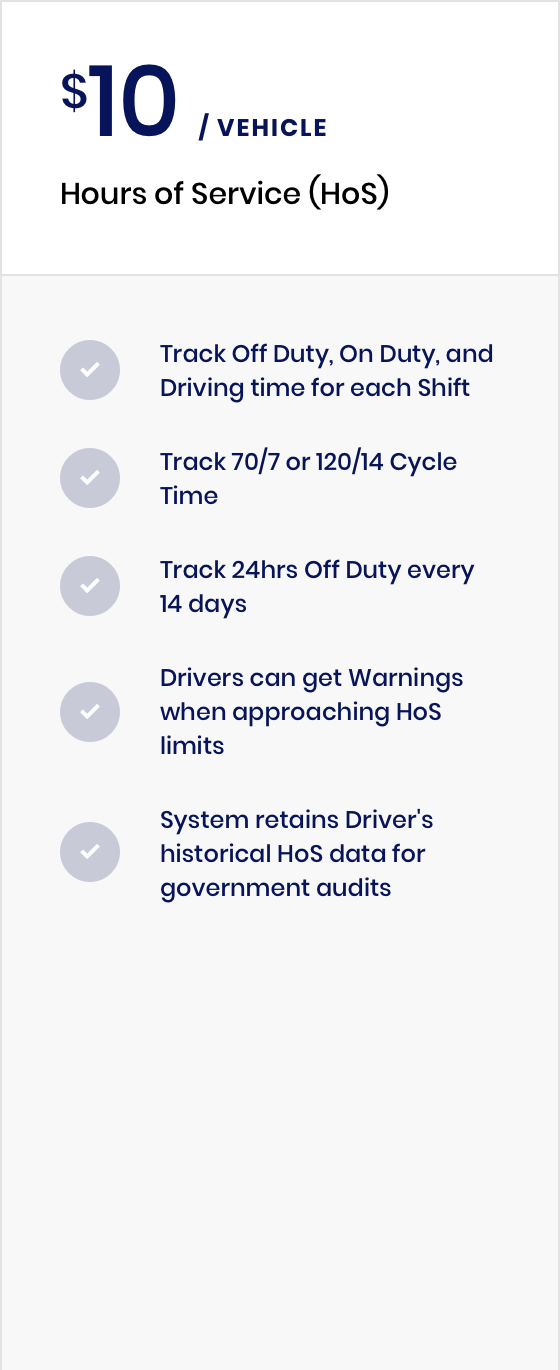 $10 / VEHICLE
Hours of Service (HoS)
Track Off Duty, On Duty, and
Driving time for each Shift
Track 70/7 or 120/14 Cycle
Time
Track 24hrs Off Duty every
14 days
Drivers can get Warnings
when approaching HoS
limits
System retains Driver's
historical HoS data for
government audits